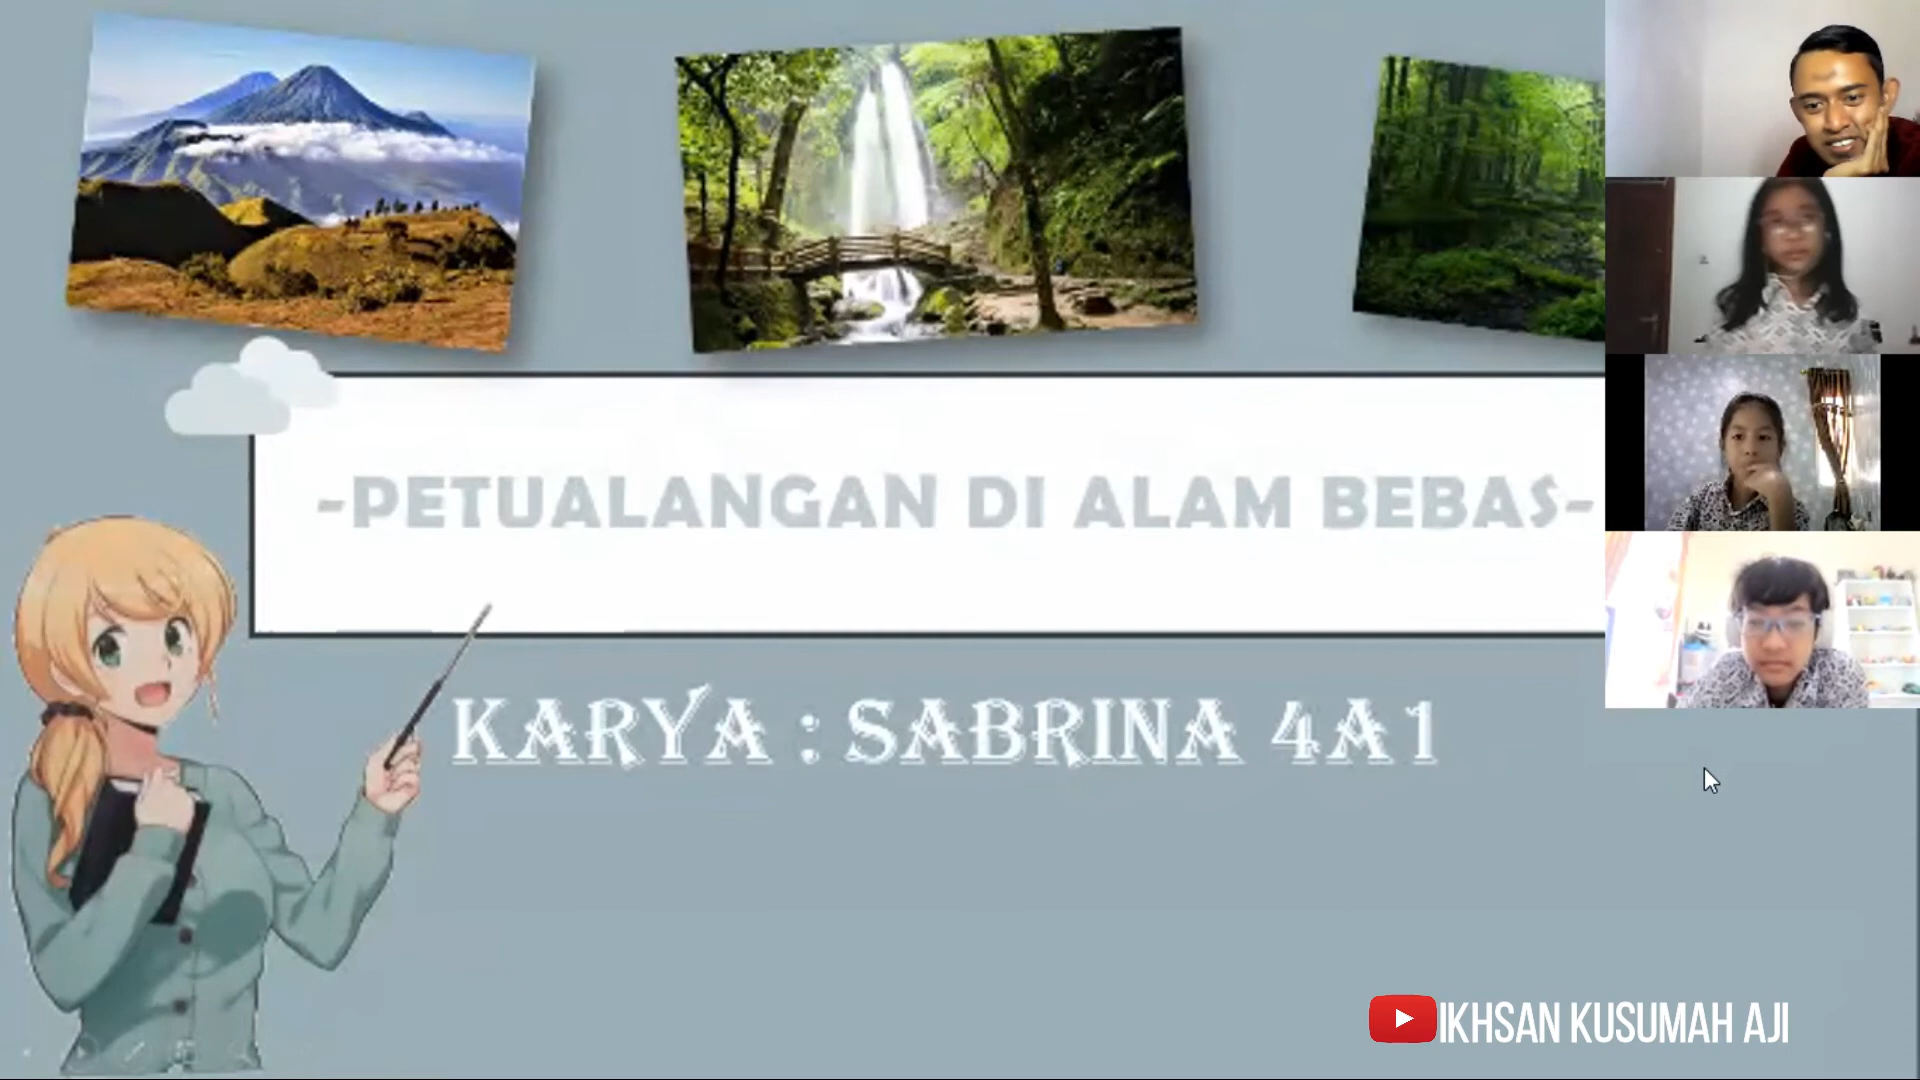 -PETUALANGAN DI ALAM BEBAS-
KARYA : SABRINA 4A1
IKHSAN KUSUMAH AJI